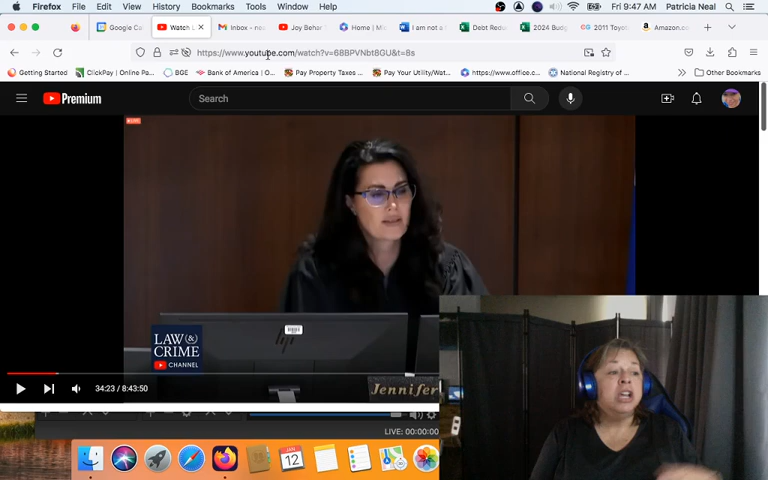 Firefox File Edit View History Bookmarks Tools Window Help Fri 9:47 AM Patricia Neal
Google Ca Watch L Inbox – nea Joy Behar Home | Mi I am not a Debt Redu 2024 Budg 2011 Toyo Amazon.co
https://www.youtube.com/watch?v=68BPVNbt8GU&t=8s
Getting Started ClickPay | Online Pa... BGE Bank of America | O... Pay Property Taxes ... Pay Your Utility/Wat... https://www.office.c... National Registry of ... Other Bookmarks
Premium Search
LAW & CRIME
CHANNEL
Jennifer
34:23 / 8:43:50
LIVE: 00:00:00
JAN
12